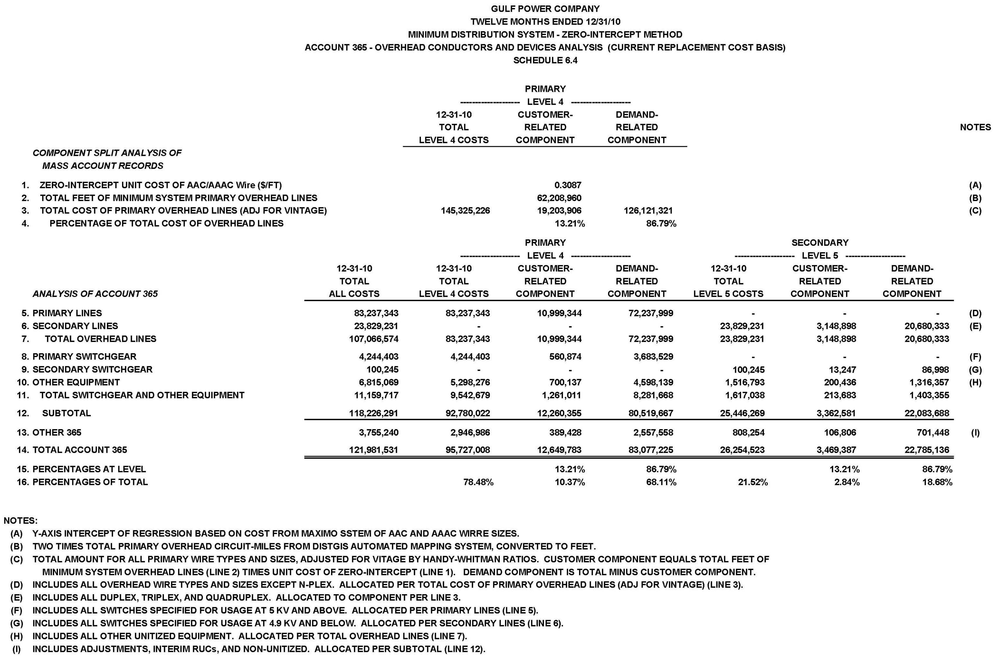 GULF POWER COMPANY
TWELVE MONTHS ENDED 12/31/10
MINIMUM DISTRIBUTION SYSTEM - ZERO-INTERCEPT METHOD
ACCOUNT 365 - OVERHEAD CONDUCTORS AND DEVICES ANALYSIS (CURRENT REPLACEMENT COST BASIS)
SCHEDULE 6.4
PRIMARY
-------------------- LEVEL 4 --------------------
12-31-10 CUSTOMER- DEMAND-
TOTAL RELATED RELATED NOTES
LEVEL 4 COSTS COMPONENT COMPONENT
COMPONENT SPLIT ANALYSIS OF
MASS ACCOUNT RECORDS
1. ZERO-INTERCEPT UNIT COST OF AAC/AAAC Wire ($/FT) 0.3087 (A)
2. TOTAL FEET OF MINIMUM SYSTEM PRIMARY OVERHEAD LINES 62,208,960 (B)
3. TOTAL COST OF PRIMARY OVERHEAD LINES (ADJ FOR VINTAGE) 145,325,226 19,203,906 126,121,321 (C)
4. PERCENTAGE OF TOTAL COST OF OVERHEAD LINES 13.21% 86.79%
PRIMARY SECONDARY
-------------------- LEVEL 4 -------------------- -------------------- LEVEL 5 --------------------
12-31-10 12-31-10 CUSTOMER- DEMAND- 12-31-10 CUSTOMER- DEMAND-
TOTAL TOTAL RELATED RELATED TOTAL RELATED RELATED
ANALYSIS OF ACCOUNT 365 ALL COSTS LEVEL 4 COSTS COMPONENT COMPONENT LEVEL 5 COSTS COMPONENT COMPONENT
5. PRIMARY LINES 83,237,343 83,237,343 10,999,344 72,237,999 - - - (D)
6. SECONDARY LINES 23,829,231 - - - 23,829,231 3,148,898 20,680,333 (E)
7. TOTAL OVERHEAD LINES 107,066,574 83,237,343 10,999,344 72,237,999 23,829,231 3,148,898 20,680,333
8. PRIMARY SWITCHGEAR 4,244,403 4,244,403 560,874 3,683,529 - - - (F)
9. SECONDARY SWITCHGEAR 100,245 - - - 100,245 13,247 86,998 (G)
10. OTHER EQUIPMENT 6,815,069 5,298,276 700,137 4,598,139 1,516,793 200,436 1,316,357 (H)
11. TOTAL SWITCHGEAR AND OTHER EQUIPMENT 11,159,717 9,542,679 1,261,011 8,281,668 1,617,038 213,683 1,403,355
12. SUBTOTAL 118,226,291 92,780,022 12,260,355 80,519,667 25,446,269 3,362,581 22,083,688
13. OTHER 365 3,755,240 2,946,986 389,428 2,557,558 808,254 106,806 701,448 (I)
14. TOTAL ACCOUNT 365 121,981,531 95,727,008 12,649,783 83,077,225 26,254,523 3,469,387 22,785,136
15. PERCENTAGES AT LEVEL 13.21% 86.79% 13.21% 86.79%
16. PERCENTAGES OF TOTAL 78.48% 10.37% 68.11% 21.52% 2.84% 18.68%
NOTES:
(A) Y-AXIS INTERCEPT OF REGRESSION BASED ON COST FROM MAXIMO SSTEM OF AAC AND AAAC WIRRE SIZES.
(B) TWO TIMES TOTAL PRIMARY OVERHEAD CIRCUIT-MILES FROM DISTGIS AUTOMATED MAPPING SYSTEM, CONVERTED TO FEET.
(C) TOTAL AMOUNT FOR ALL PRIMARY WIRE TYPES AND SIZES, ADJUSTED FOR VITAGE BY HANDY-WHITMAN RATIOS. CUSTOMER COMPONENT EQUALS TOTAL FEET OF
MINIMUM SYSTEM OVERHEAD LINES (LINE 2) TIMES UNIT COST OF ZERO-INTERCEPT (LINE 1). DEMAND COMPONENT IS TOTAL MINUS CUSTOMER COMPONENT.
(D) INCLUDES ALL OVERHEAD WIRE TYPES AND SIZES EXCEPT N-PLEX. ALLOCATED PER TOTAL COST OF PRIMARY OVERHEAD LINES (ADJ FOR VINTAGE) (LINE 3).
(E) INCLUDES ALL DUPLEX, TRIPLEX, AND QUADRUPLEX. ALLOCATED TO COMPONENT PER LINE 3.
(F) INCLUDES ALL SWITCHES SPECIFIED FOR USAGE AT 5 KV AND ABOVE. ALLOCATED PER PRIMARY LINES (LINE 5).
(G) INCLUDES ALL SWITCHES SPECIFIED FOR USAGE AT 4.9 KV AND BELOW. ALLOCATED PER SECONDARY LINES (LINE 6).
(H) INCLUDES ALL OTHER UNITIZED EQUIPMENT. ALLOCATED PER TOTAL OVERHEAD LINES (LINE 7).
(I) INCLUDES ADJUSTMENTS, INTERIM RUCs, AND NON-UNITIZED. ALLOCATED PER SUBTOTAL (LINE 12).